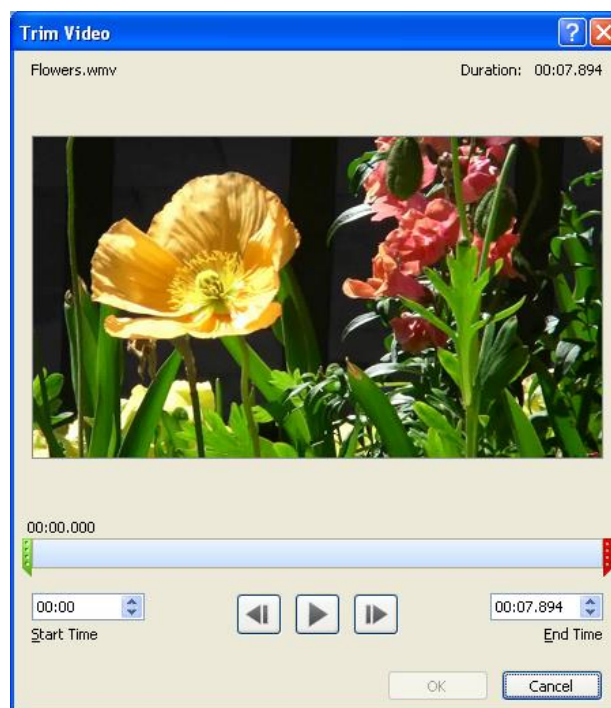 Trim Video
Flowers.wmv Duration: 00:07.894
00:00.000
00:00 00:07.894
Start Time End Time
OK Cancel